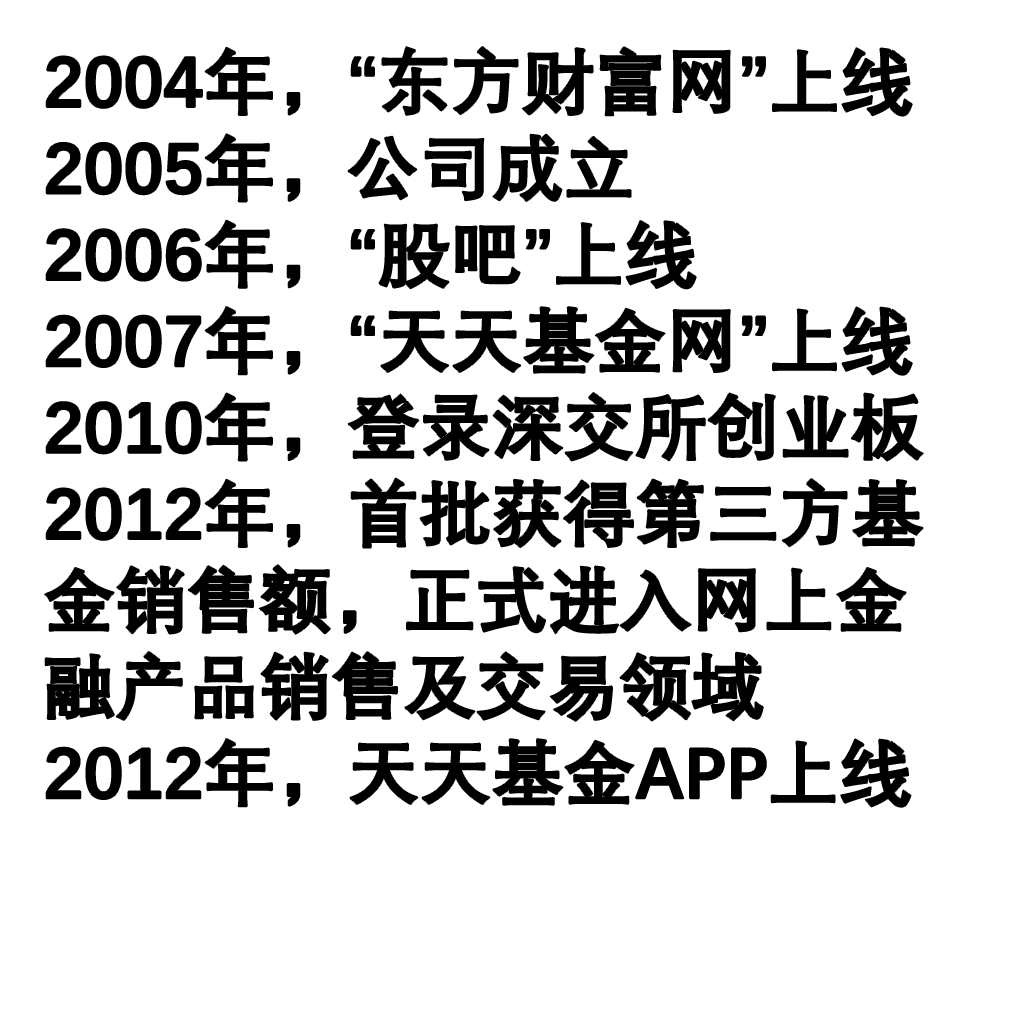 2004年，“东方财富网”上线
2005年，公司成立
2006年，“股吧”上线
2007年，“天天基金网”上线
2010年，登录深交所创业板
2012年，首批获得第三方基
金销售额，正式进入网上金
融产品销售及交易领域
2012年，天天基金APP上线